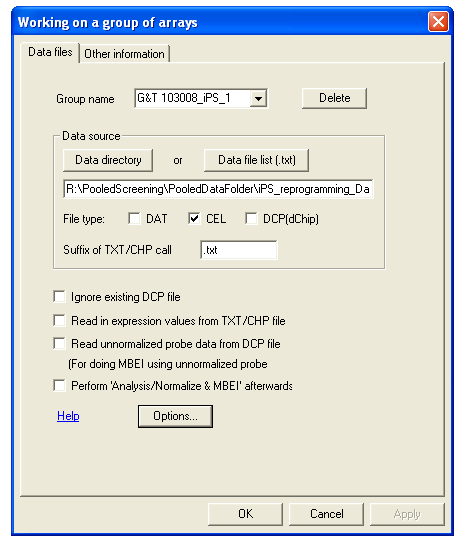 Working on a group of arrays
Data files Other information
Group name G&T 103008_iPS_1 Delete
Data source
Data directory or Data file list (.txt)
R:\PooledScreening\PooledDataFolder\iPS_reprogramming_Da
File type: DAT CEL DCP(dChip)
Suffix of TXT/CHP call .txt
Ignore existing DCP file
Read in expression values from TXT/CHP file
Read unnormalized probe data from DCP file
(For doing MBEI using unnormalized probe
Perform 'Analysis/Normalize & MBEI' afterwards
Help Options...
OK Cancel Apply